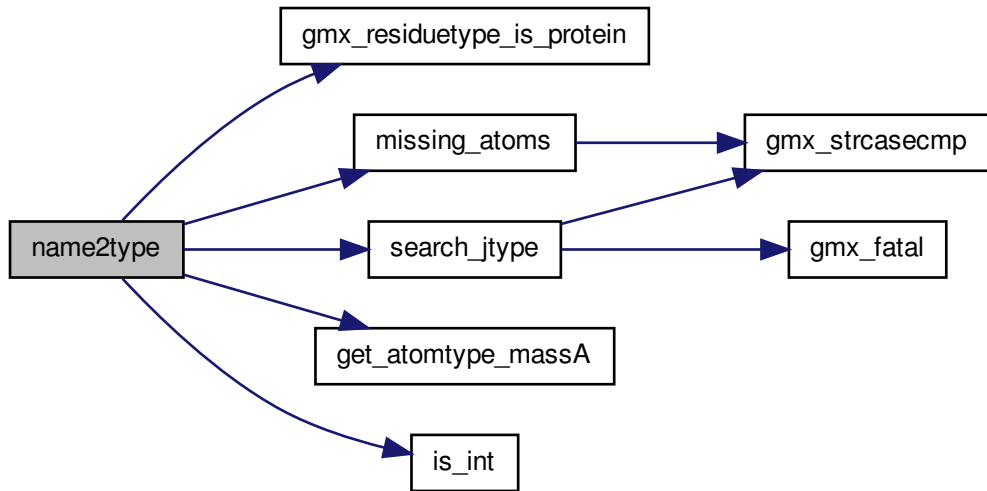 gmx_residuetype_is_protein
missing_atoms
gmx_strcasecmp
name2type
search_jtype
gmx_fatal
get_atomtype_massA
is_int